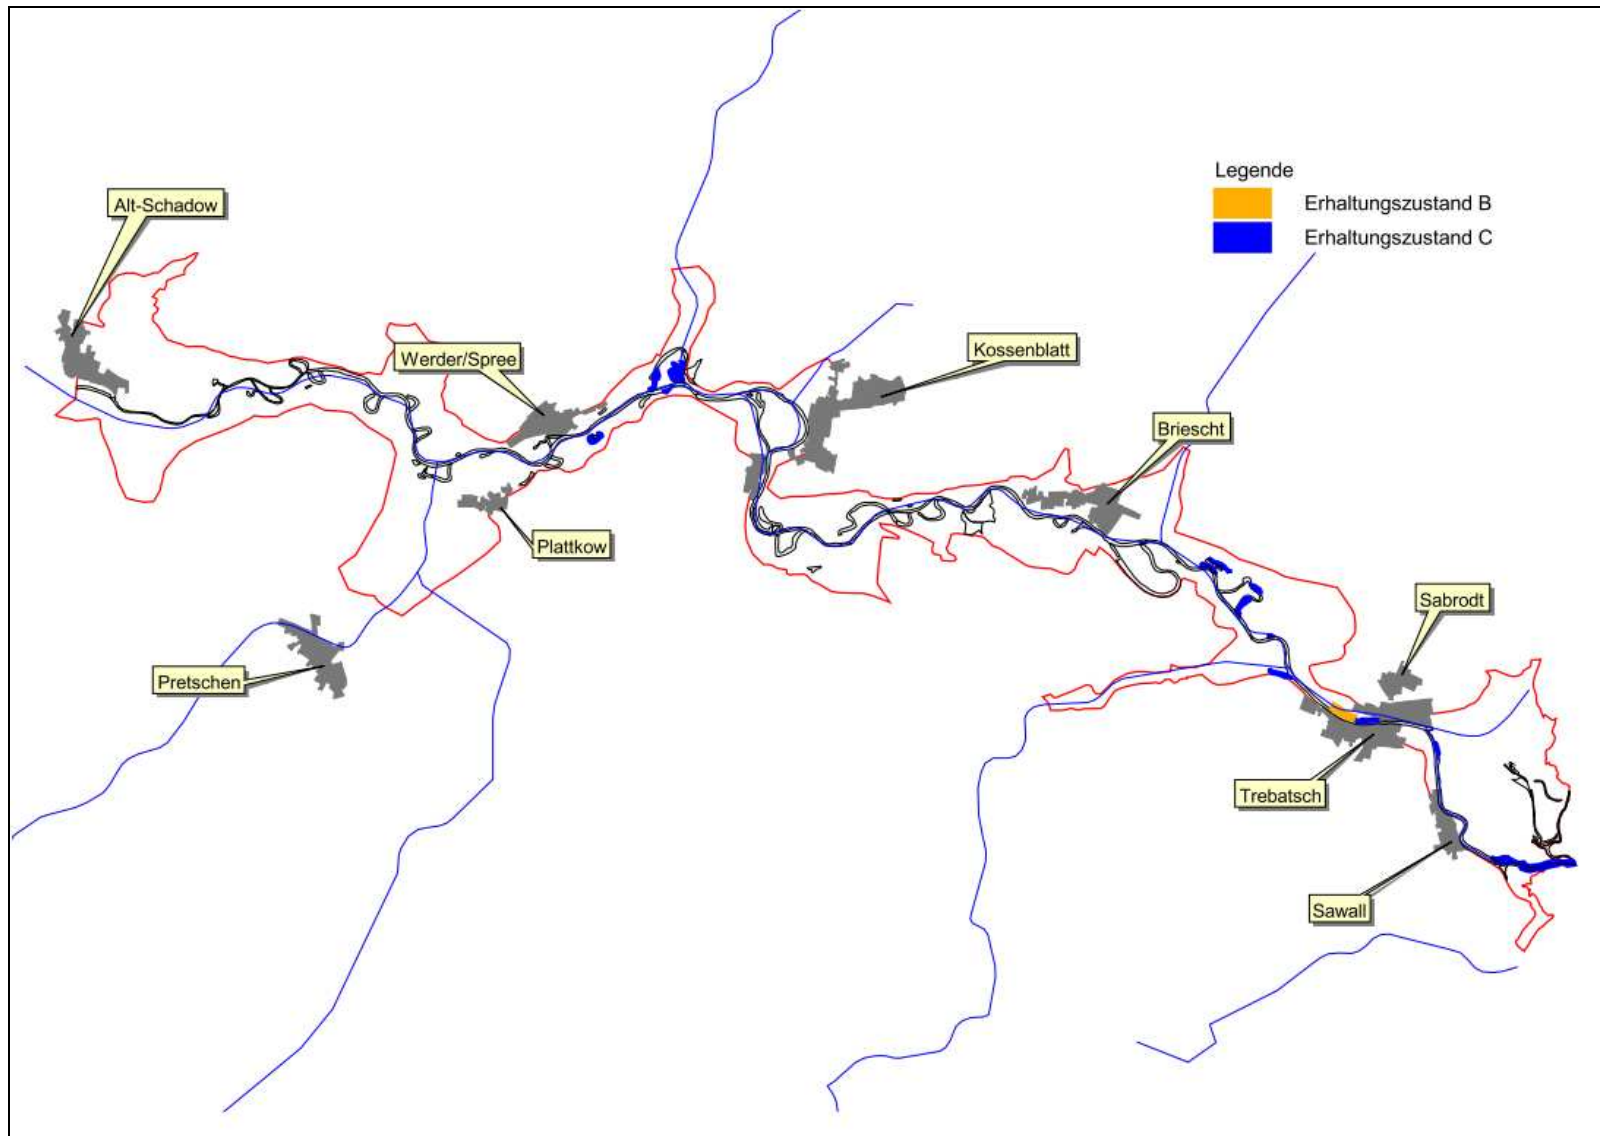 Legende
Erhaltungszustand B
Erhaltungszustand C
Alt-Schadow
Werder/Spree
Kossenblatt
Briescht
Plattkow
Sabrodt
Pretschen
Trebatsch
Sawall